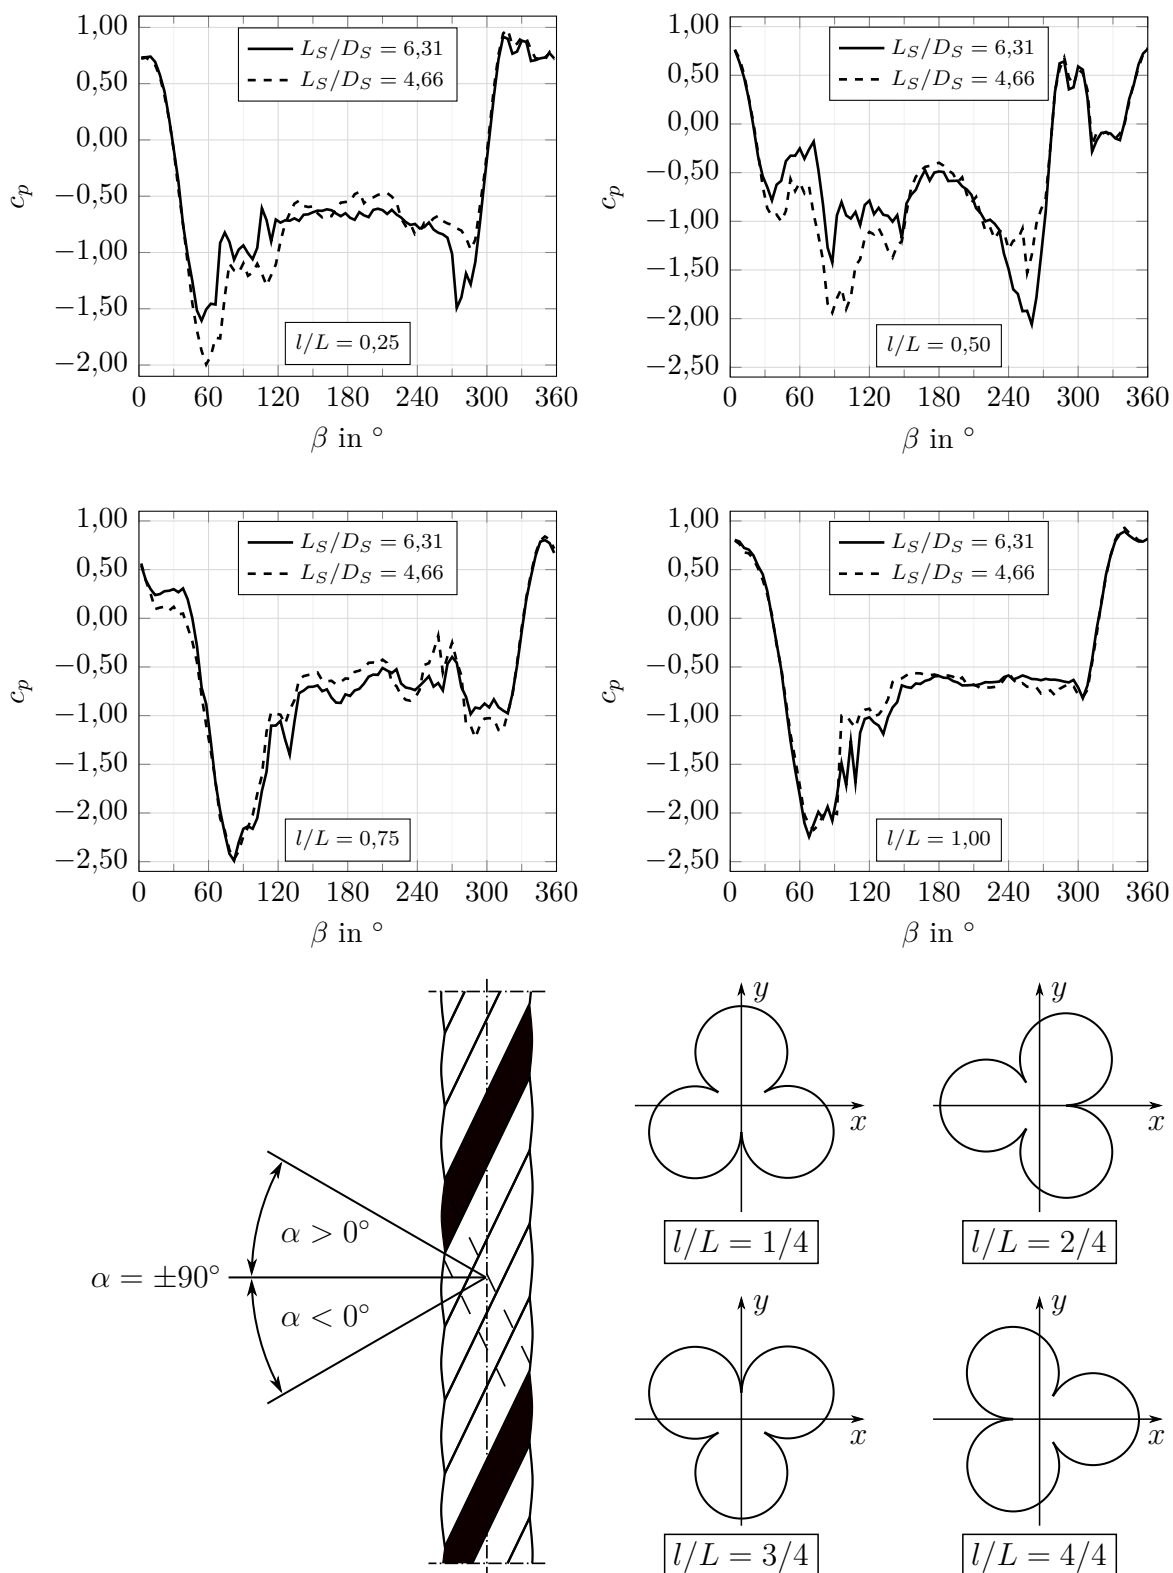 1,00
0,50
0,00
−0,50
−1,00
−1,50
−2,00
c_p
L_S/D_S = 6,31
L_S/D_S = 4,66
l/L = 0,25
0 60 120 180 240 300 360
β in °
1,00
0,50
0,00
−0,50
−1,00
−1,50
−2,00
−2,50
c_p
L_S/D_S = 6,31
L_S/D_S = 4,66
l/L = 0,50
0 60 120 180 240 300 360
β in °
1,00
0,50
0,00
−0,50
−1,00
−1,50
−2,00
−2,50
c_p
L_S/D_S = 6,31
L_S/D_S = 4,66
l/L = 0,75
0 60 120 180 240 300 360
β in °
1,00
0,50
0,00
−0,50
−1,00
−1,50
−2,00
−2,50
c_p
L_S/D_S = 6,31
L_S/D_S = 4,66
l/L = 1,00
0 60 120 180 240 300 360
β in °
α > 0°
α = ±90°
α < 0°
y
x
l/L = 1/4
y
x
l/L = 2/4
y
x
l/L = 3/4
y
x
l/L = 4/4